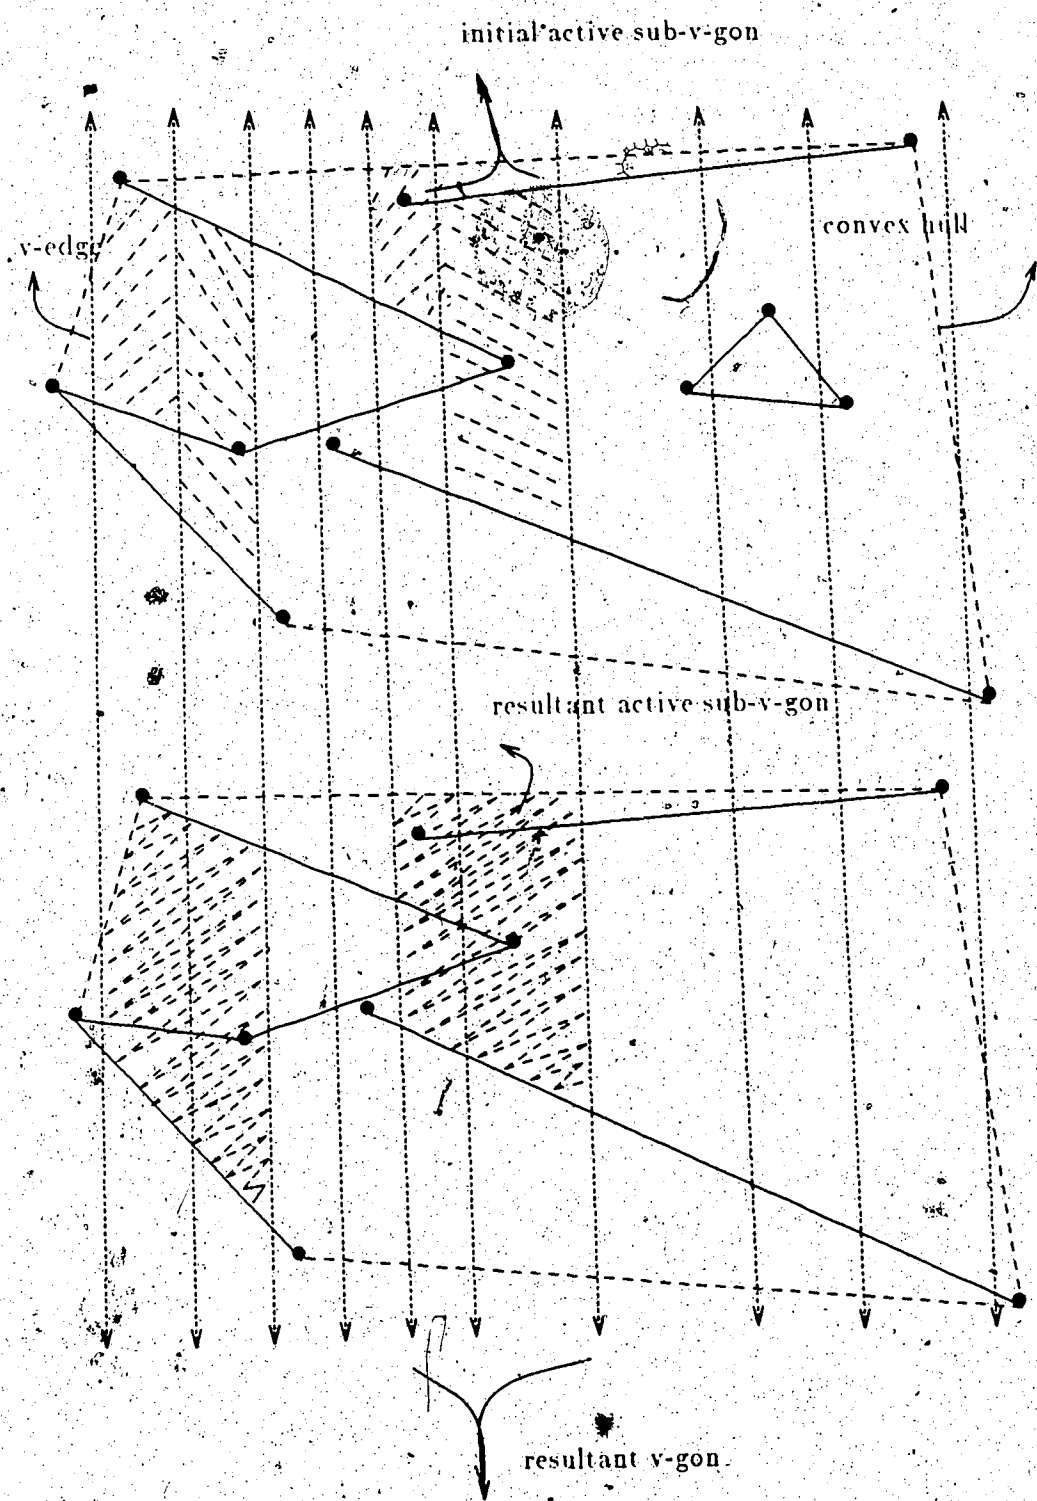 initial active sub-v-gon
v-edge
convex hull
resultant active sub-v-gon
resultant v-gon